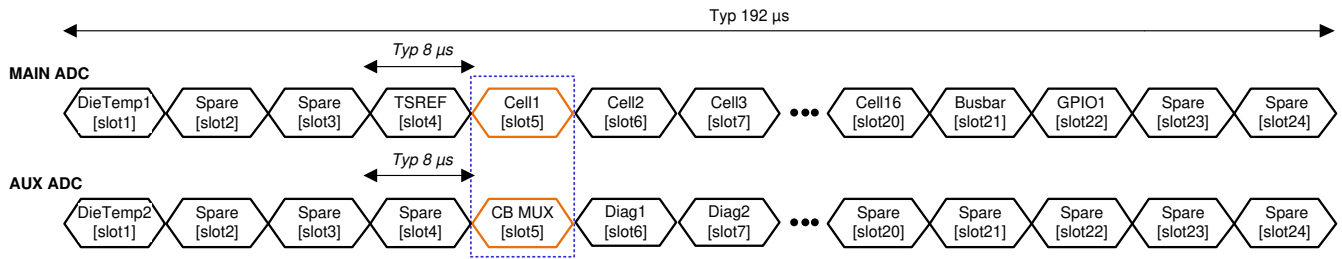 Typ 192 µs
Typ 8 µs
MAIN ADC
DieTemp1 Spare Spare TSREF Cell1 Cell2 Cell3 ●●● Cell16 Busbar GPIO1 Spare Spare
[slot1] [slot2] [slot3] [slot4] [slot5] [slot6] [slot7] [slot20] [slot21] [slot22] [slot23] [slot24]
Typ 8 µs
AUX ADC
DieTemp2 Spare Spare Spare CB MUX Diag1 Diag2 ●●● Spare Spare Spare Spare Spare
[slot1] [slot2] [slot3] [slot4] [slot5] [slot6] [slot7] [slot20] [slot21] [slot22] [slot23] [slot24]